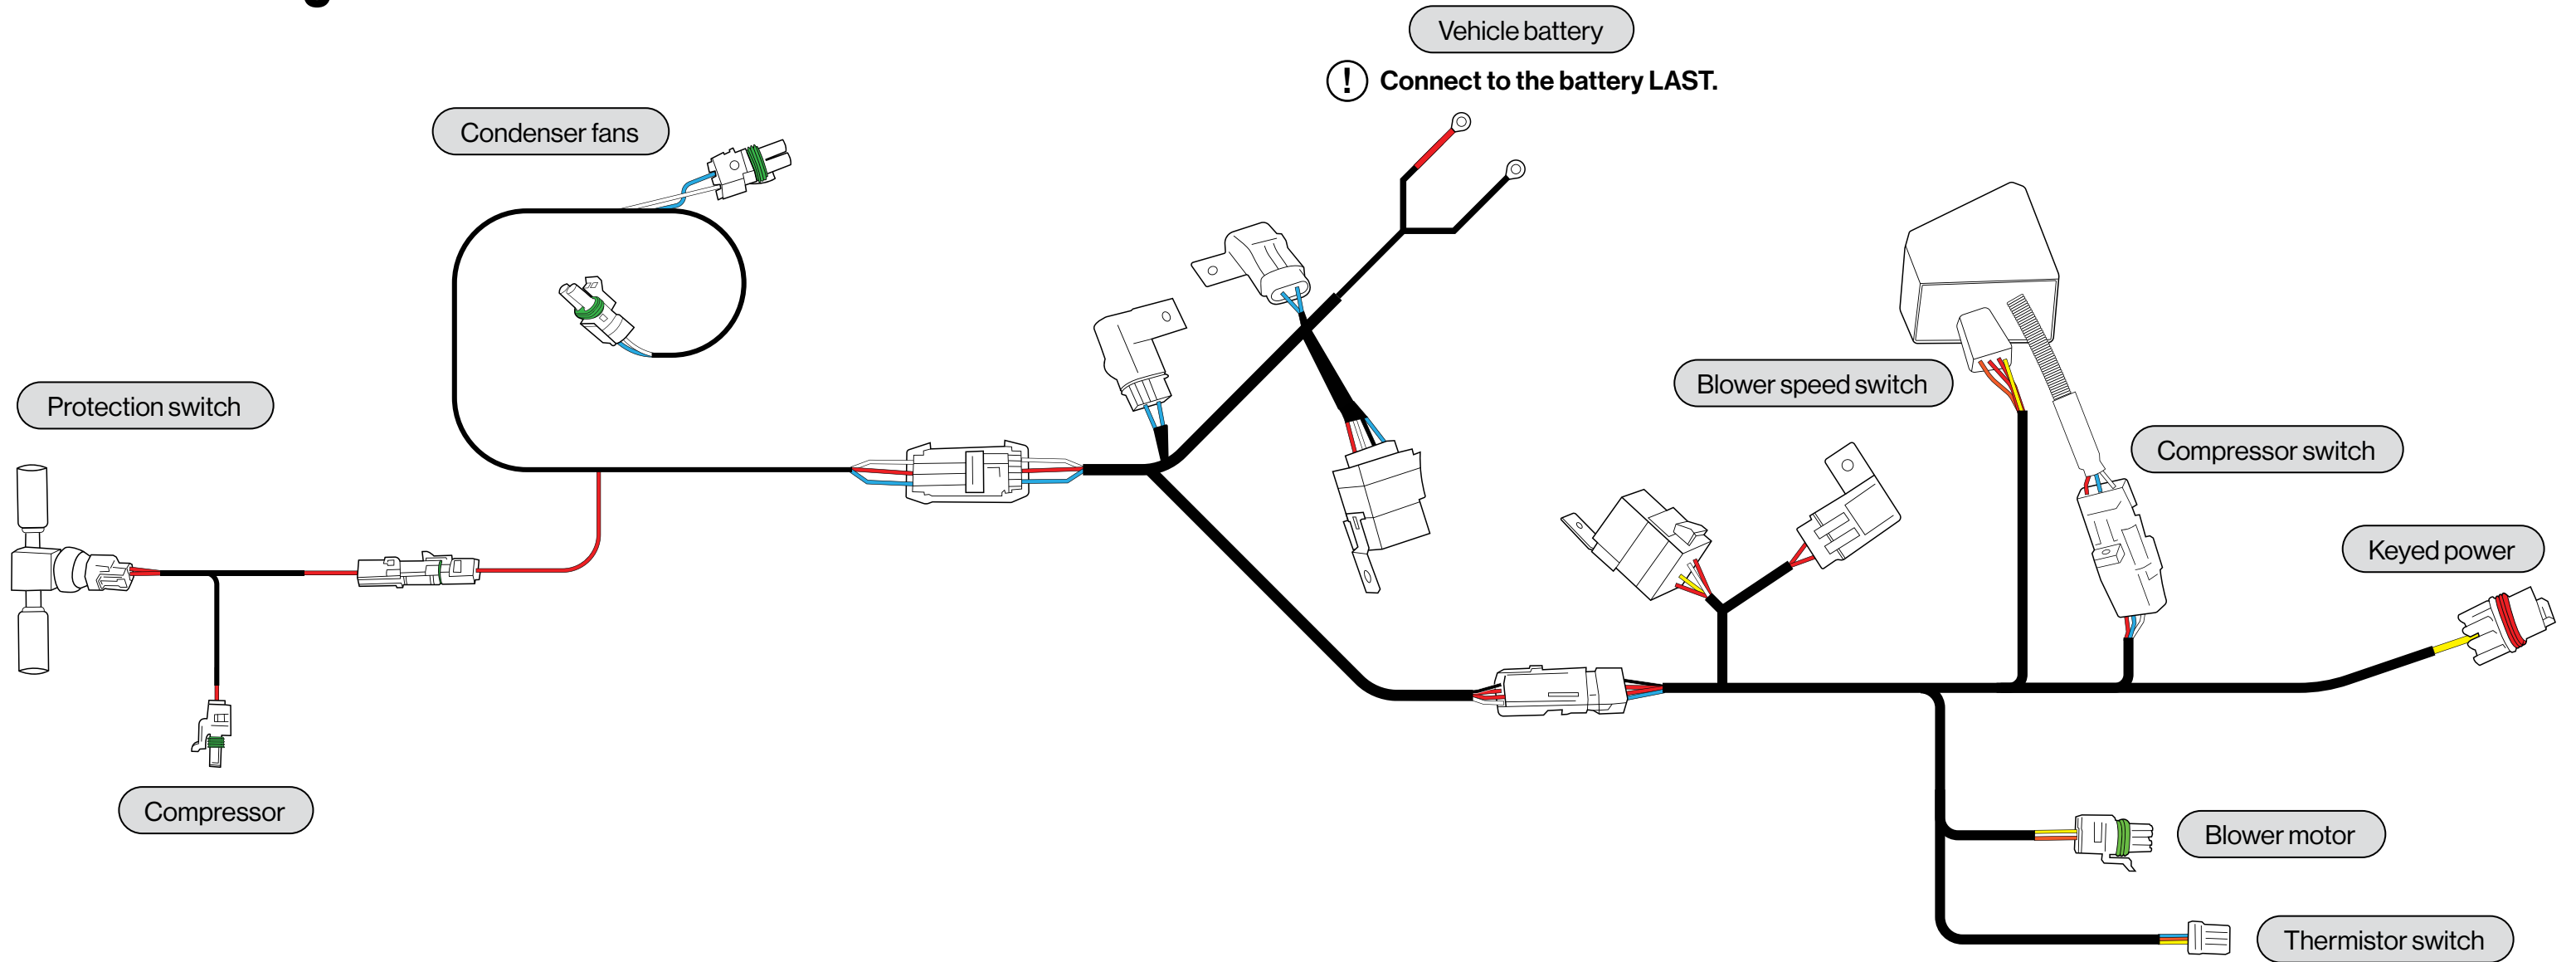 Vehicle battery
! Connect to the battery LAST.
Condenser fans
Blower speed switch
Protection switch
Compressor switch
Keyed power
Compressor
Blower motor
Thermistor switch